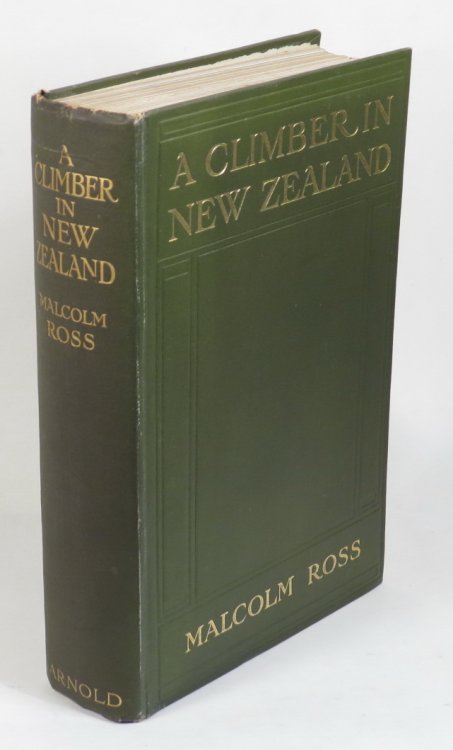 A
CLIMBER
IN
NEW
ZEALAND
MALCOLM
ROSS
ARNOLD
A CLIMBER IN
NEW ZEALAND
MALCOLM ROSS